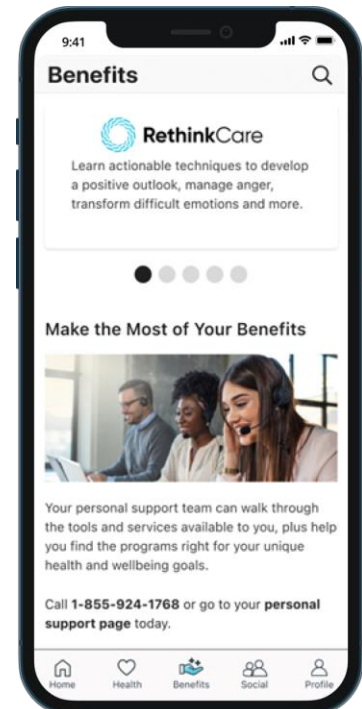 9:41
Benefits
RethinkCare
Learn actionable techniques to develop
a positive outlook, manage anger,
transform difficult emotions and more.
Make the Most of Your Benefits
Your personal support team can walk through
the tools and services available to you, plus help
you find the programs right for your unique
health and wellbeing goals.
Call 1-855-924-1768 or go to your personal
support page today.
Home Health Benefits Social Profile